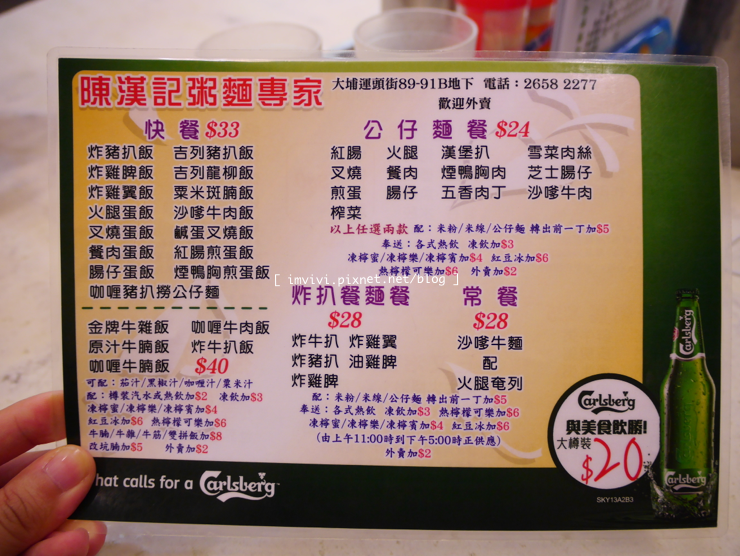 陳漢記粥麵專家
大埔運頭街89-91B地下 電話：2658 2277
歡迎外賣
快餐 $33
炸豬扒飯 吉列豬扒飯
炸雞脾飯 吉列龍柳飯
炸雞翼飯 粟米斑腩飯
火腿蛋飯 沙嗲牛肉飯
叉燒蛋飯 鹹蛋叉燒飯
餐肉蛋飯 紅腸煎蛋飯
腸仔蛋飯 煙鴨胸煎蛋飯
咖喱豬扒撈公仔麵
金牌牛雜飯 咖喱牛肉飯
原汁牛腩飯 炸牛扒飯
咖喱牛腩飯 $40
可配：茄汁/黑椒汁/咖喱汁/粟米汁
配：樽裝汽水或熱飲加$2 凍飲加$3
凍檸蜜/凍檸樂/凍檸賓加$4
紅豆冰加$6 熱檸檬可樂加$6
牛腩/牛雜/牛筋/雙拼飯加$8
改坑腩加$5 外賣加$2
公仔麵餐 $24
紅腸 火腿 漢堡扒 雪菜肉絲
叉燒 餐肉 煙鴨胸肉 芝士腸仔
煎蛋 腸仔 五香肉丁 沙嗲牛肉
榨菜
以上任選兩款 配：米粉/米線/公仔麵 轉出前一丁加$5
奉送：各式熱飲 凍飲加$3
凍檸蜜/凍檸樂/凍檸賓加$4 紅豆冰加$6
熱檸檬可樂加$6 外賣加$2
[ imvivi.pixnet.net/blog ]
炸扒餐麵餐
$28
炸牛扒 炸雞翼
炸豬扒 油雞脾
炸雞脾
常餐
$28
沙嗲牛麵
配
火腿奄列
配：米粉/米線/公仔麵 轉出前一丁加$5
奉送：各式熱飲 凍飲加$3 熱檸檬可樂加$6
凍檸蜜/凍檸樂/凍檸賓加$4 紅豆冰加$6
(由上午11:00時到下午5:00時正供應)
外賣加$2
Carlsberg
Carlsberg
與美食飲勝!
大樽裝
$20
Carlsberg
SKY13A2B3
hat calls for a Carlsberg